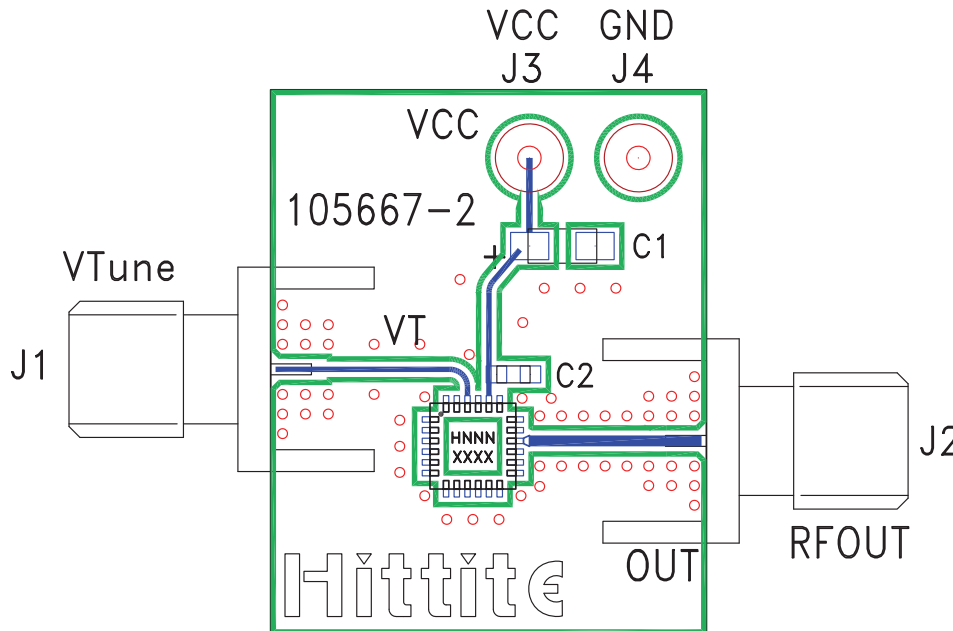 VCC GND
J3 J4
VCC
105667-2
C1
VTune
VT
J1
C2
HNNN
XXXX
J2
RFOUT
OUT
Hittite